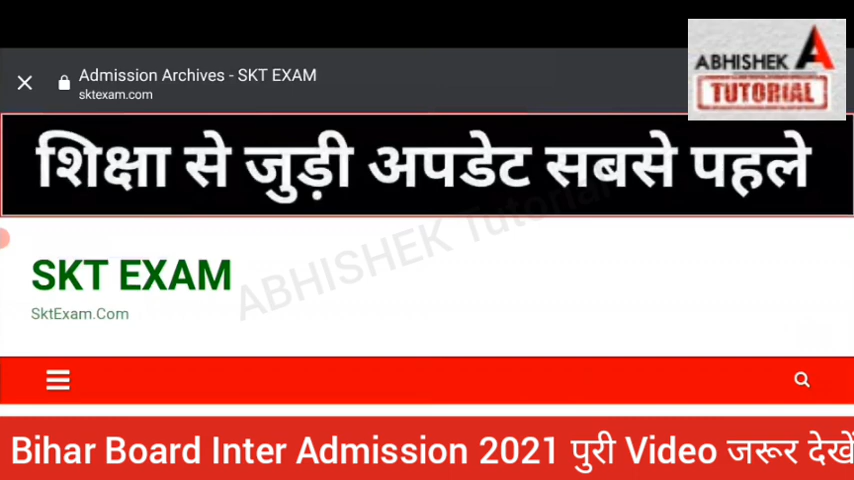 Admission Archives - SKT EXAM
sktexam.com
ABHISHEK A
TUTORIAL
शिक्षा से जुड़ी अपडेट सबसे पहले
ABHISHEK Tutorial
SKT EXAM
SktExam.Com
Bihar Board Inter Admission 2021 पुरी Video जरूर देखें